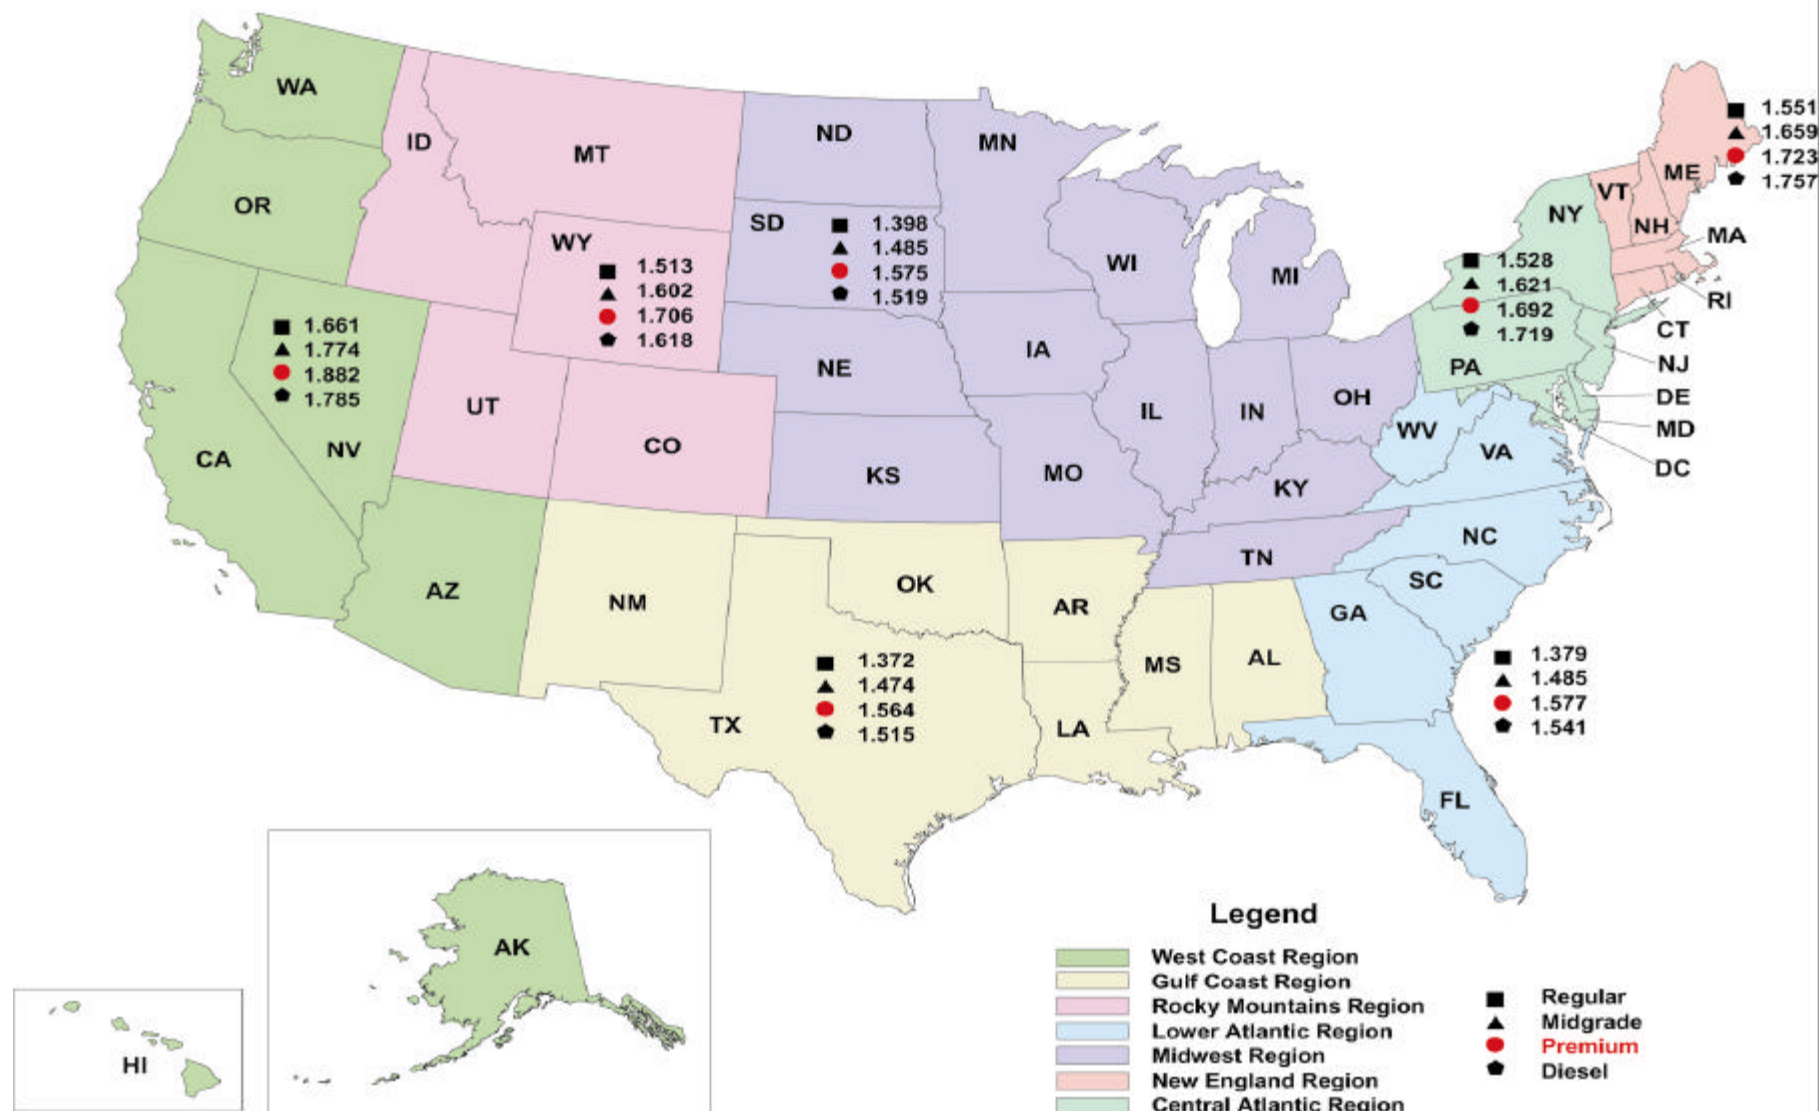 WA
ID
MT
ND
MN
OR
WY
SD
WI
MI
NY
VT
NH
ME
MA
RI
CT
NJ
DE
MD
DC
1.551
1.659
1.723
1.757
1.528
1.621
1.692
1.719
PA
1.398
1.485
1.575
1.519
1.513
1.602
1.706
1.618
1.661
1.774
1.882
1.785
NE
IA
UT
CO
CA
NV
KS
MO
IL
IN
OH
KY
WV
VA
NC
TN
SC
GA
AZ
NM
OK
AR
MS
AL
TX
LA
1.372
1.474
1.564
1.515
1.379
1.485
1.577
1.541
FL
AK
HI
Legend
West Coast Region
Gulf Coast Region
Rocky Mountains Region
Lower Atlantic Region
Midwest Region
New England Region
Central Atlantic Region
Regular
Midgrade
Premium
Diesel